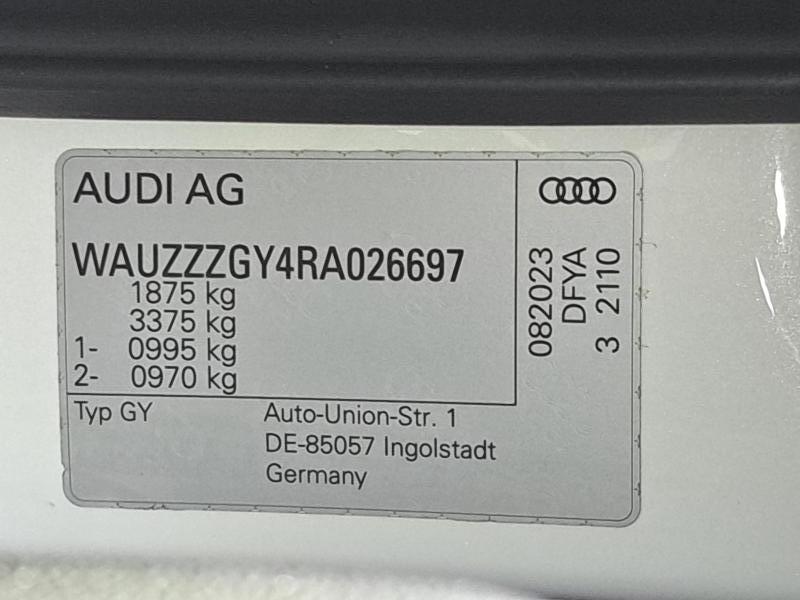 AUDI AG
WAUZZZGY4RA026697
1875 kg
3375 kg
1- 0995 kg
2- 0970 kg
Typ GY
Auto-Union-Str. 1
DE-85057 Ingolstadt
Germany
082023
DFYA
3 2110